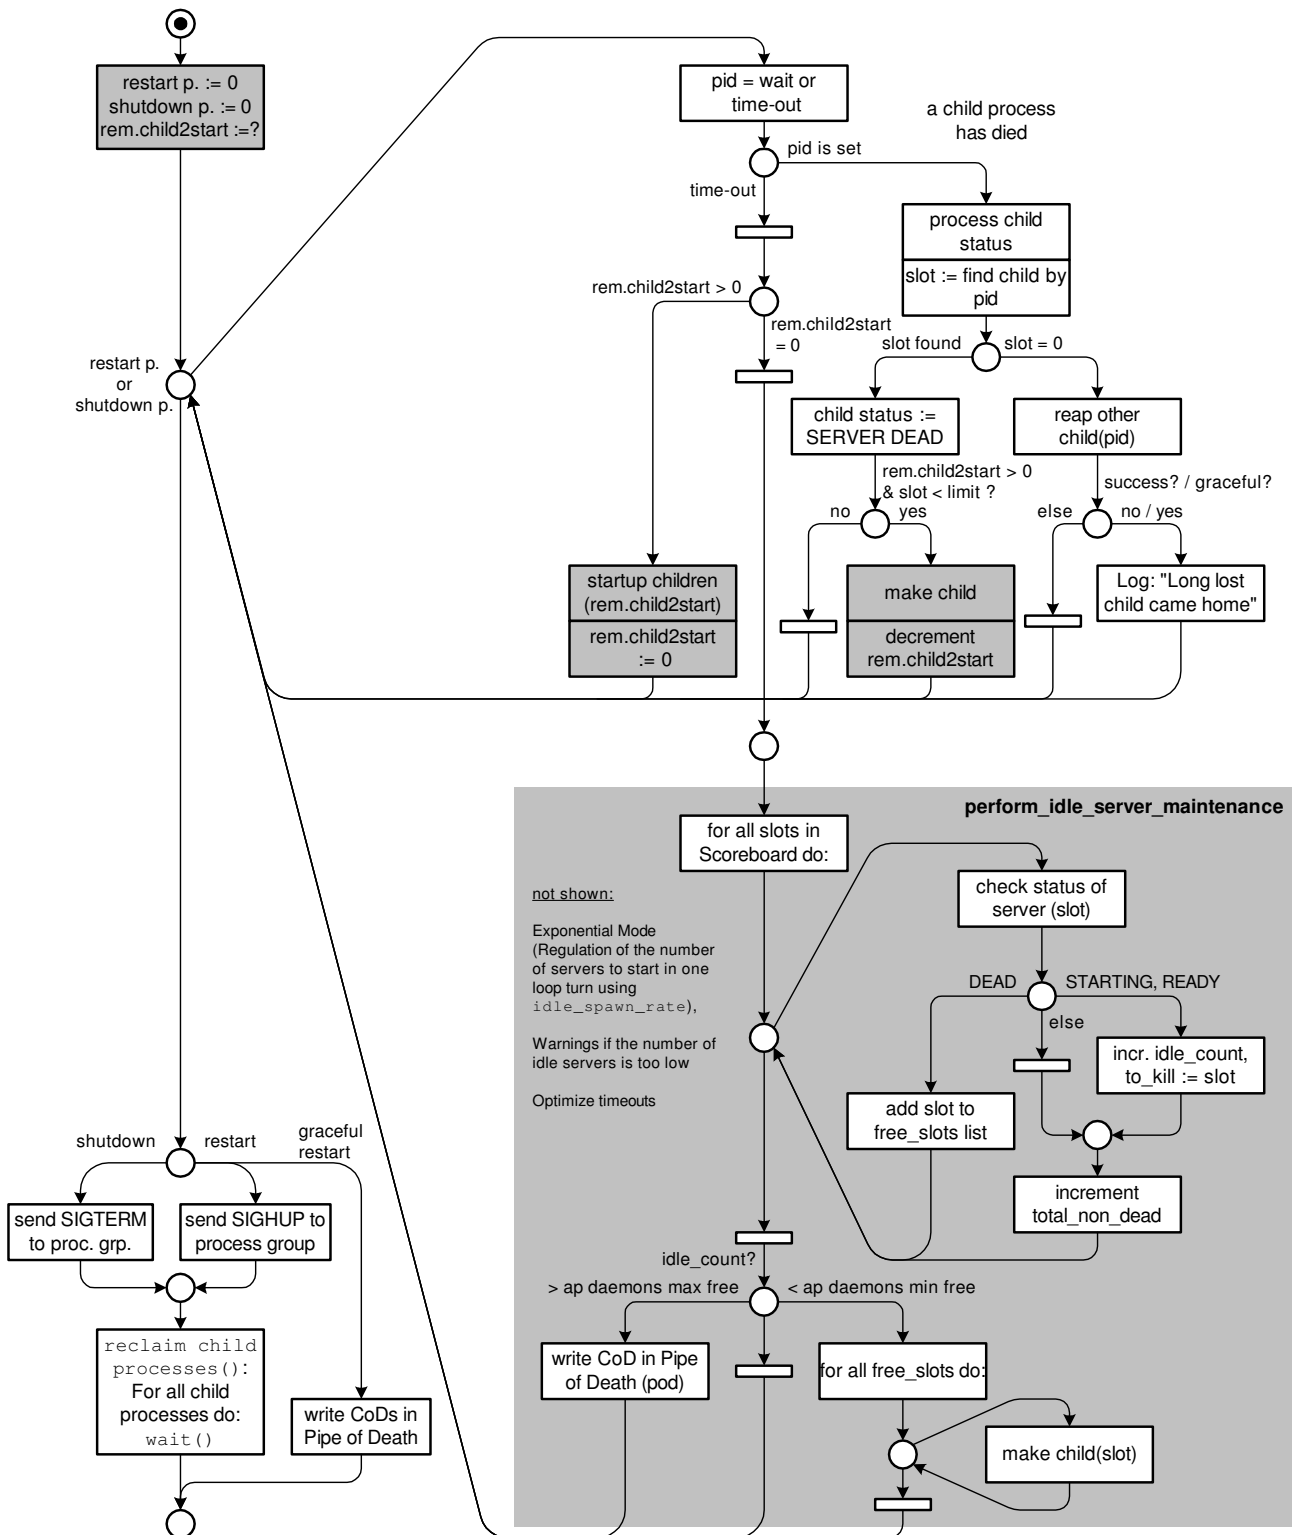 restart p. := 0
shutdown p. := 0
rem.child2start :=?
pid = wait or
time-out
a child process
has died
pid is set
time-out
process child
status
slot := find child by
pid
rem.child2start > 0
rem.child2start
= 0
slot found
slot = 0
restart p.
or
shutdown p.
child status :=
SERVER DEAD
reap other
child(pid)
rem.child2start > 0
& slot < limit ?
success? / graceful?
no
yes
else
no / yes
startup children
(rem.child2start)
rem.child2start
:= 0
make child
decrement
rem.child2start
Log: "Long lost
child came home"
perform_idle_server_maintenance
for all slots in
Scoreboard do:
check status of
server (slot)
not shown:
Exponential Mode
(Regulation of the number
of servers to start in one
loop turn using
idle_spawn_rate),
Warnings if the number of
idle servers is too low
Optimize timeouts
DEAD
STARTING, READY
else
incr. idle_count,
to_kill := slot
add slot to
free_slots list
increment
total_non_dead
shutdown
restart
graceful
restart
send SIGTERM
to proc. grp.
send SIGHUP to
process group
idle_count?
> ap daemons max free
< ap daemons min free
reclaim child
processes():
For all child
processes do:
wait()
write CoDs in
Pipe of Death
write CoD in Pipe
of Death (pod)
for all free_slots do:
make child(slot)